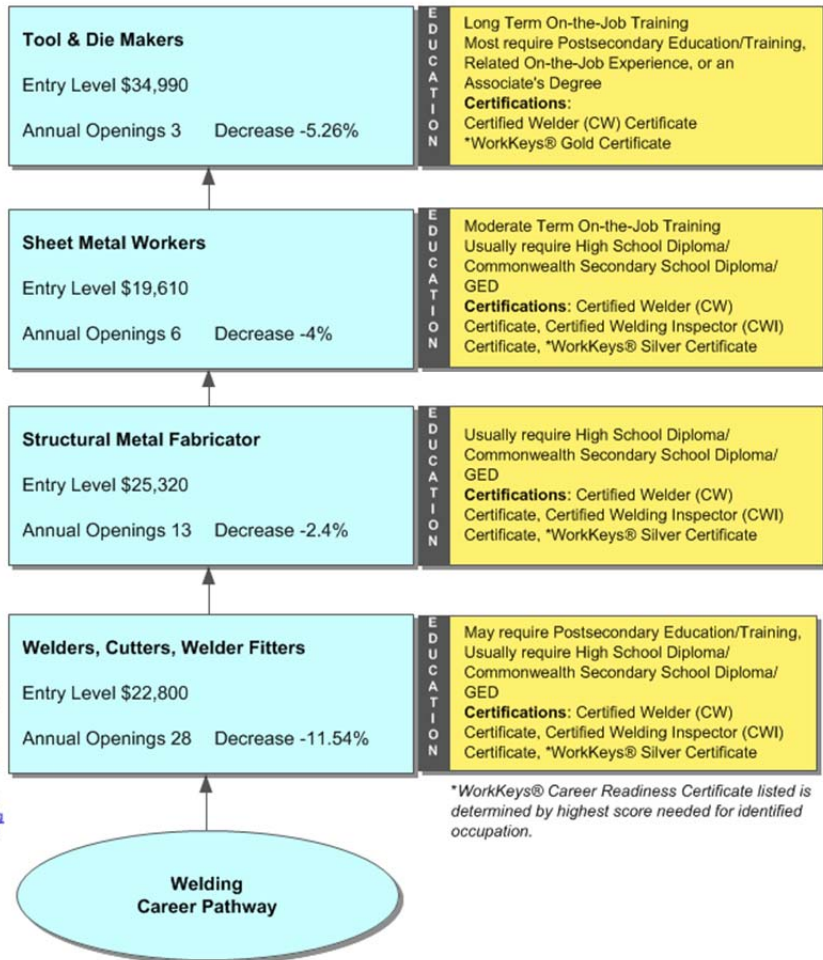 Tool & Die Makers
Entry Level $34,990
Annual Openings 3 Decrease -5.26%
EDUCATION
Long Term On-the-Job Training
Most require Postsecondary Education/Training,
Related On-the-Job Experience, or an
Associate's Degree
Certifications:
Certified Welder (CW) Certificate
*WorkKeys® Gold Certificate
Sheet Metal Workers
Entry Level $19,610
Annual Openings 6 Decrease -4%
EDUCATION
Moderate Term On-the-Job Training
Usually require High School Diploma/
Commonwealth Secondary School Diploma/
GED
Certifications: Certified Welder (CW)
Certificate, Certified Welding Inspector (CWI)
Certificate, *WorkKeys® Silver Certificate
Structural Metal Fabricator
Entry Level $25,320
Annual Openings 13 Decrease -2.4%
EDUCATION
Usually require High School Diploma/
Commonwealth Secondary School Diploma/
GED
Certifications: Certified Welder (CW)
Certificate, Certified Welding Inspector (CWI)
Certificate, *WorkKeys® Silver Certificate
Welders, Cutters, Welder Fitters
Entry Level $22,800
Annual Openings 28 Decrease -11.54%
EDUCATION
May require Postsecondary Education/Training,
Usually require High School Diploma/
Commonwealth Secondary School Diploma/
GED
Certifications: Certified Welder (CW)
Certificate, Certified Welding Inspector (CWI)
Certificate, *WorkKeys® Silver Certificate
*WorkKeys® Career Readiness Certificate listed is
determined by highest score needed for identified
occupation.
Welding
Career Pathway